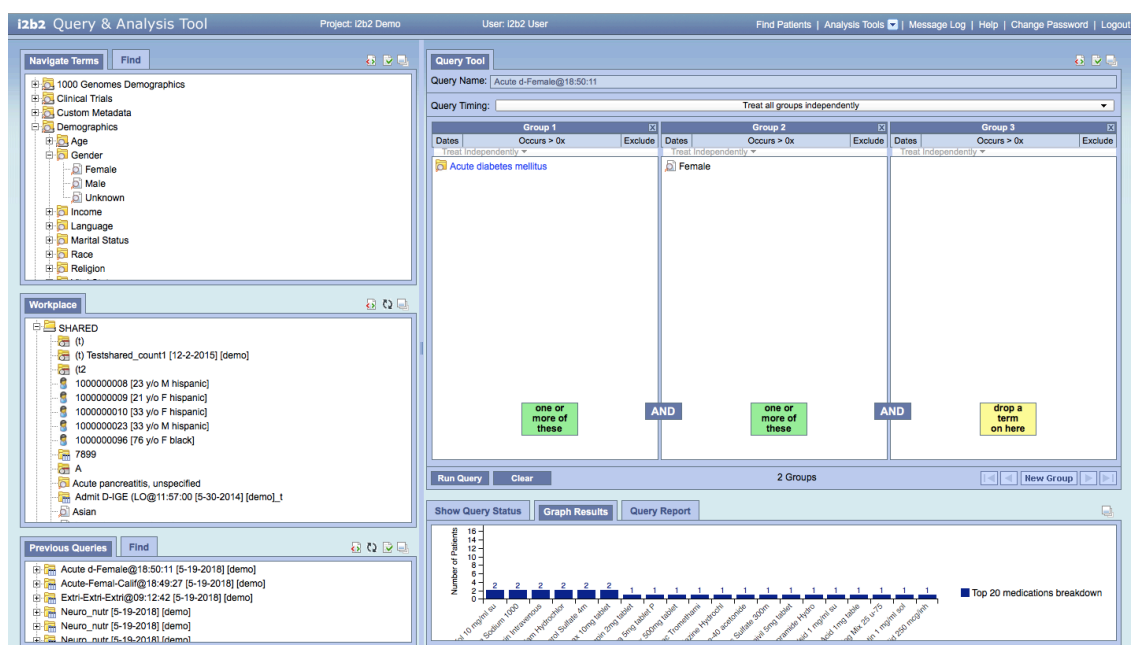 i2b2 Query & Analysis Tool Project: i2b2 Demo User: i2b2 User Find Patients | Analysis Tools | Message Log | Help | Change Password | Logout
Navigate Terms Find
1000 Genomes Demographics
Clinical Trials
Custom Metadata
Demographics
Age
Gender
Female
Male
Unknown
Income
Language
Marital Status
Race
Religion
Workplace
SHARED
(t)
(t) Testshared_count1 [12-2-2015] [demo]
(t2
1000000008 [23 y/o M hispanic]
1000000009 [21 y/o F hispanic]
1000000010 [33 y/o F hispanic]
1000000023 [33 y/o M hispanic]
1000000096 [76 y/o F black]
7899
A
Acute pancreatitis, unspecified
Admit D-IGE (LO@11:57:00 [5-30-2014] [demo]_t
Asian
Previous Queries Find
Acute d-Female@18:50:11 [5-19-2018] [demo]
Acute-Femal-Calif@18:49:27 [5-19-2018] [demo]
Extri-Extri-Extri@09:12:42 [5-19-2018] [demo]
Neuro_nutr [5-19-2018] [demo]
Neuro_nutr [5-19-2018] [demo]
Neuro_nutr [5-19-2018] [demo]
Query Tool
Query Name: Acute d-Female@18:50:11
Query Timing: Treat all groups independently
Group 1 Group 2 Group 3
Dates Occurs > 0x Exclude Dates Occurs > 0x Exclude Dates Occurs > 0x Exclude
Treat Independently Treat Independently Treat Independently
Acute diabetes mellitus Female
one or more of these AND one or more of these AND drop a term on here
Run Query Clear 2 Groups New Group
Show Query Status Graph Results Query Report
Number of Patients
16
14
12
10
8
6
4
2
0
2 2 2 2 2 2 1 1 1 1 1 1 1 1 1 1 1 1 1 1
Top 20 medications breakdown